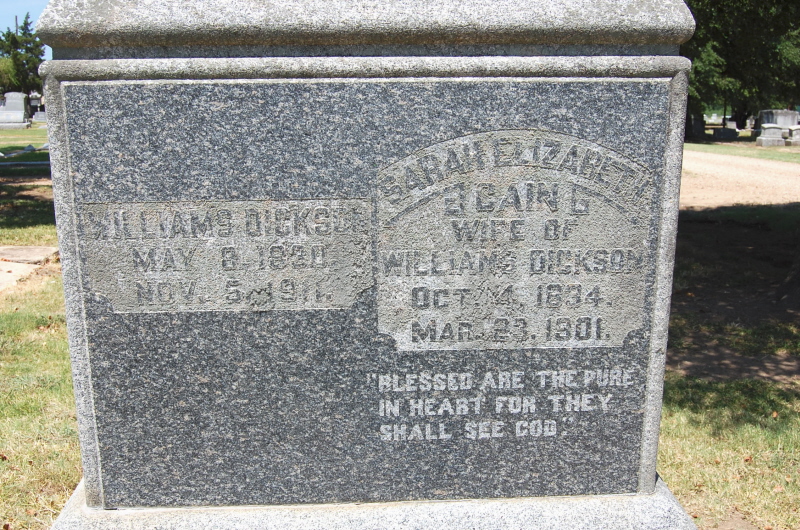 WILLIAMS DICKSON
MAY 8. 1830
NOV. 5. 1911.
SARAH ELIZABETH
CAIN
WIFE OF
WILLIAMS DICKSON
OCT. 14. 1834.
MAR. 23. 1901.
"BLESSED ARE THE PURE
IN HEART FOR THEY
SHALL SEE GOD."